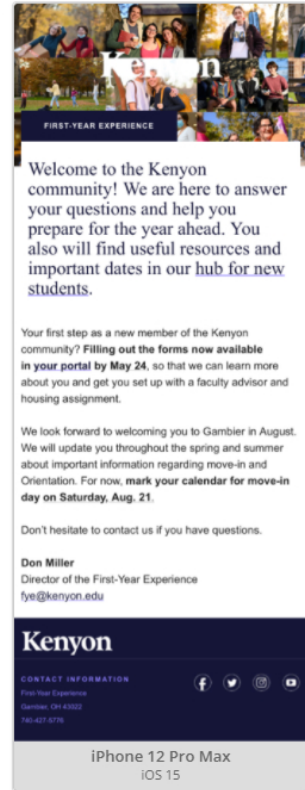 Kenyon
FIRST-YEAR EXPERIENCE
Welcome to the Kenyon
community! We are here to answer
your questions and help you
prepare for the year ahead. You
also will find useful resources and
important dates in our hub for new
students.
Your first step as a new member of the Kenyon
community? Filling out the forms now available
in your portal by May 24, so that we can learn more
about you and get you set up with a faculty advisor and
housing assignment.
We look forward to welcoming you to Gambier in August.
We will update you throughout the spring and summer
about important information regarding move-in and
Orientation. For now, mark your calendar for move-in
day on Saturday, Aug. 21.
Don't hesitate to contact us if you have questions.
Don Miller
Director of the First-Year Experience
fye@kenyon.edu
Kenyon
CONTACT INFORMATION
First-Year Experience
Gambier, OH 43022
740-427-5776
iPhone 12 Pro Max
iOS 15